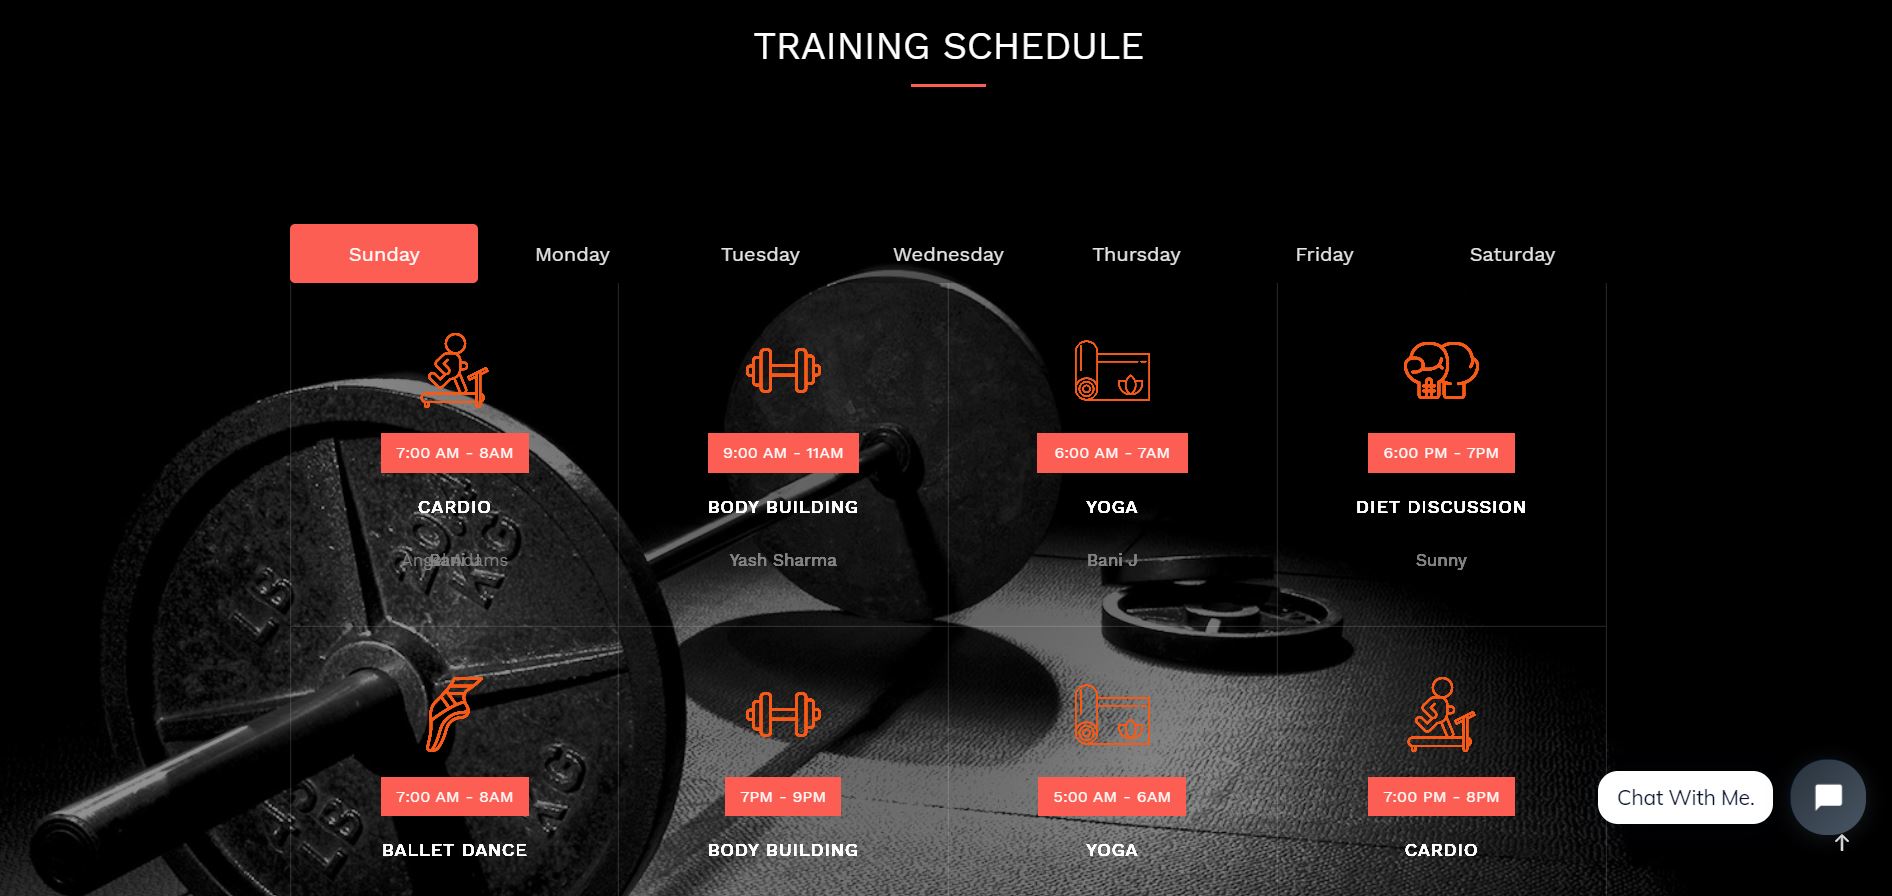 TRAINING SCHEDULE
Sunday Monday Tuesday Wednesday Thursday Friday Saturday
7:00 AM - 8AM 9:00 AM - 11AM 6:00 AM - 7AM 6:00 PM - 7PM
CARDIO BODY BUILDING YOGA DIET DISCUSSION
Yash Sharma Bani J Sunny
7:00 AM - 8AM 7PM - 9PM 5:00 AM - 6AM 7:00 PM - 8PM
BALLET DANCE BODY BUILDING YOGA CARDIO
Chat With Me.
LB
KG